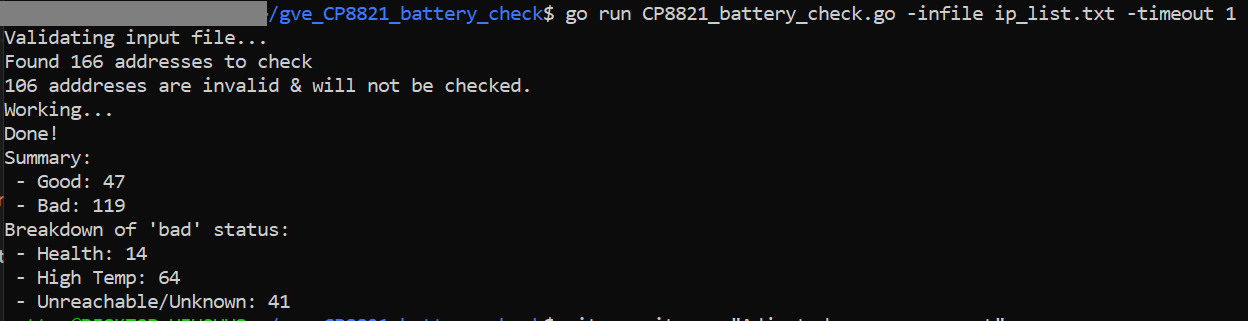 /gve_CP8821_battery_check$ go run CP8821_battery_check.go -infile ip_list.txt -timeout 1
Validating input file...
Found 166 addresses to check
106 adddreses are invalid & will not be checked.
Working...
Done!
Summary:
- Good: 47
- Bad: 119
Breakdown of 'bad' status:
- Health: 14
- High Temp: 64
- Unreachable/Unknown: 41